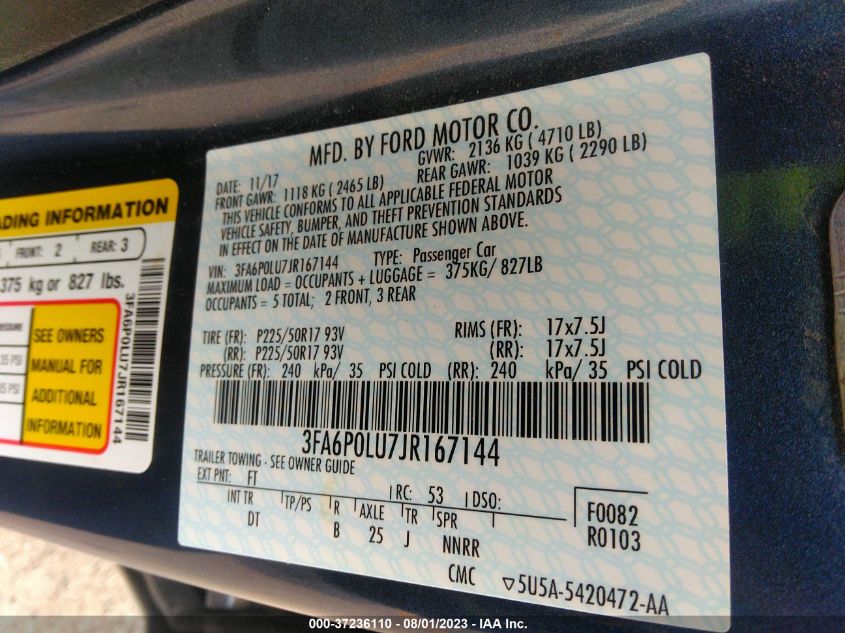 ADING INFORMATION
FRONT: 2 REAR: 3
375 kg or 827 lbs.
PRESSURE
35 PSI
35 PSI
SEE OWNERS
MANUAL FOR
ADDITIONAL
INFORMATION
3FA6P0LU7JR167144
MFD. BY FORD MOTOR CO.
DATE: 11/17 GVWR: 2136 KG ( 4710 LB)
FRONT GAWR: 1118 KG ( 2465 LB) REAR GAWR: 1039 KG ( 2290 LB)
THIS VEHICLE CONFORMS TO ALL APPLICABLE FEDERAL MOTOR
VEHICLE SAFETY, BUMPER, AND THEFT PREVENTION STANDARDS
IN EFFECT ON THE DATE OF MANUFACTURE SHOWN ABOVE.
VIN: 3FA6P0LU7JR167144 TYPE: Passenger Car
MAXIMUM LOAD = OCCUPANTS + LUGGAGE = 375KG/ 827LB
OCCUPANTS = 5 TOTAL; 2 FRONT, 3 REAR
TIRE (FR): P225/50R17 93V RIMS (FR): 17x7.5J
(RR): P225/50R17 93V (RR): 17x7.5J
PRESSURE (FR): 240 kPa/ 35 PSI COLD (RR): 240 kPa/ 35 PSI COLD
3FA6P0LU7JR167144
TRAILER TOWING - SEE OWNER GUIDE
EXT PNT: FT RC: 53 DSO:
INT TR TP/PS R AXLE TR SPR
DT B 25 J NNRR
CMC
F0082
R0103
▽5U5A-5420472-AA
000-37236110 - 08/01/2023 - IAA Inc.